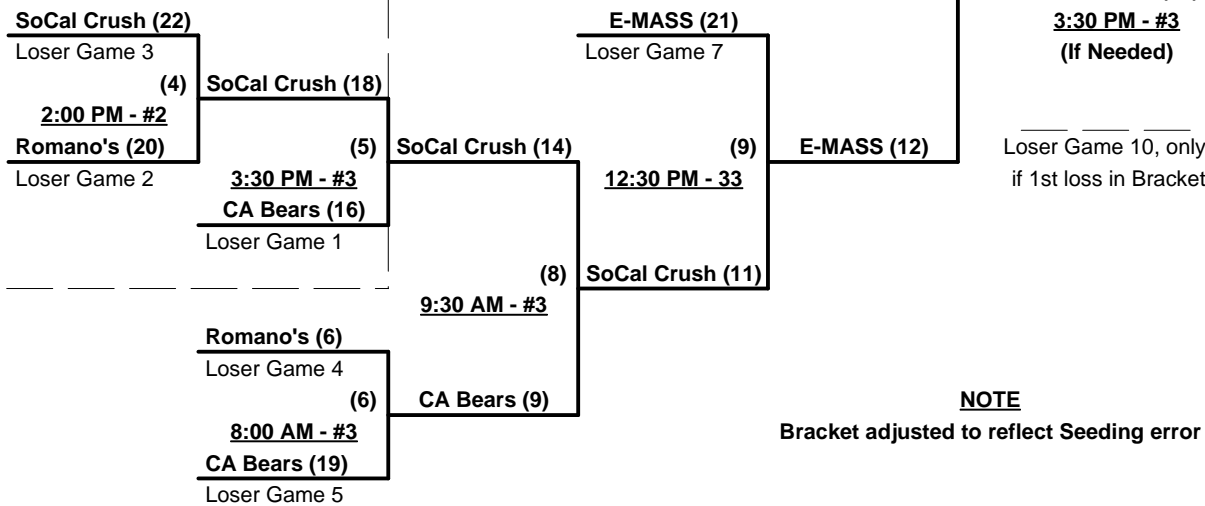 SoCal Crush (22)
E-MASS (21)
3:30 PM - #3
Loser Game 3
Loser Game 7
(If Needed)
(4)
SoCal Crush (18)
2:00 PM - #2
Romano's (20)
(5)
SoCal Crush (14)
(9)
E-MASS (12)
Loser Game 10, only
Loser Game 2
3:30 PM - #3
12:30 PM - 33
if 1st loss in Bracket
CA Bears (16)
Loser Game 1
(8)
SoCal Crush (11)
9:30 AM - #3
Romano's (6)
Loser Game 4
(6)
CA Bears (9)
NOTE
8:00 AM - #3
Bracket adjusted to reflect Seeding error
CA Bears (19)
Loser Game 5